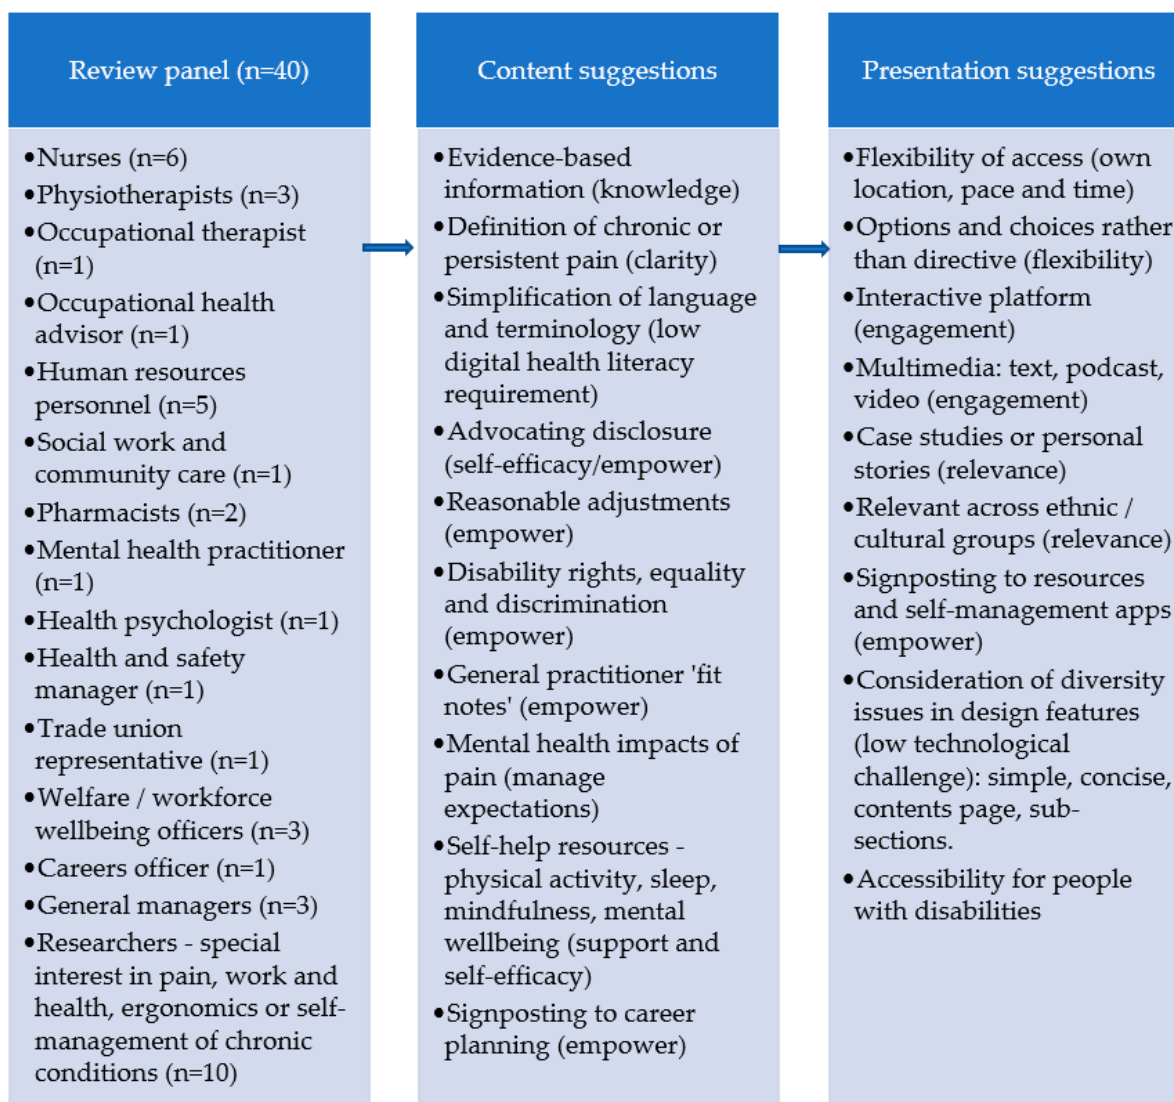 Review panel (n=40)
•Nurses (n=6)
•Physiotherapists (n=3)
•Occupational therapist
(n=1)
•Occupational health
advisor (n=1)
•Human resources
personnel (n=5)
•Social work and
community care (n=1)
•Pharmacists (n=2)
•Mental health practitioner
(n=1)
•Health psychologist (n=1)
•Health and safety
manager (n=1)
•Trade union
representative (n=1)
•Welfare / workforce
wellbeing officers (n=3)
•Careers officer (n=1)
•General managers (n=3)
•Researchers - special
interest in pain, work and
health, ergonomics or self-
management of chronic
conditions (n=10)
Content suggestions
•Evidence-based
information (knowledge)
•Definition of chronic or
persistent pain (clarity)
•Simplification of language
and terminology (low
digital health literacy
requirement)
•Advocating disclosure
(self-efficacy/empower)
•Reasonable adjustments
(empower)
•Disability rights, equality
and discrimination
(empower)
•General practitioner 'fit
notes' (empower)
•Mental health impacts of
pain (manage
expectations)
•Self-help resources -
physical activity, sleep,
mindfulness, mental
wellbeing (support and
self-efficacy)
•Signposting to career
planning (empower)
Presentation suggestions
•Flexibility of access (own
location, pace and time)
•Options and choices rather
than directive (flexibility)
•Interactive platform
(engagement)
•Multimedia: text, podcast,
video (engagement)
•Case studies or personal
stories (relevance)
•Relevant across ethnic /
cultural groups (relevance)
•Signposting to resources
and self-management apps
(empower)
•Consideration of diversity
issues in design features
(low technological
challenge): simple, concise,
contents page, sub-
sections.
•Accessibility for people
with disabilities